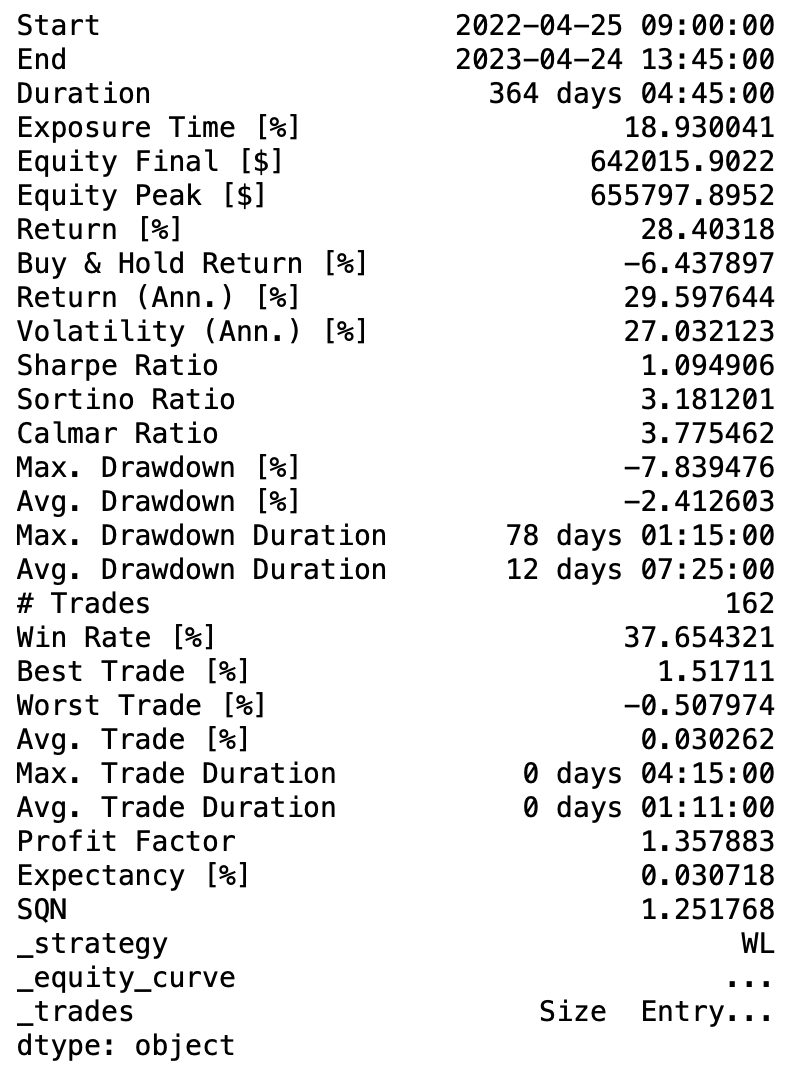 Start 2022-04-25 09:00:00
End 2023-04-24 13:45:00
Duration 364 days 04:45:00
Exposure Time [%] 18.930041
Equity Final [$] 642015.9022
Equity Peak [$] 655797.8952
Return [%] 28.40318
Buy & Hold Return [%] -6.437897
Return (Ann.) [%] 29.597644
Volatility (Ann.) [%] 27.032123
Sharpe Ratio 1.094906
Sortino Ratio 3.181201
Calmar Ratio 3.775462
Max. Drawdown [%] -7.839476
Avg. Drawdown [%] -2.412603
Max. Drawdown Duration 78 days 01:15:00
Avg. Drawdown Duration 12 days 07:25:00
# Trades 162
Win Rate [%] 37.654321
Best Trade [%] 1.51711
Worst Trade [%] -0.507974
Avg. Trade [%] 0.030262
Max. Trade Duration 0 days 04:15:00
Avg. Trade Duration 0 days 01:11:00
Profit Factor 1.357883
Expectancy [%] 0.030718
SQN 1.251768
_strategy WL
_equity_curve ...
_trades Size Entry...
dtype: object